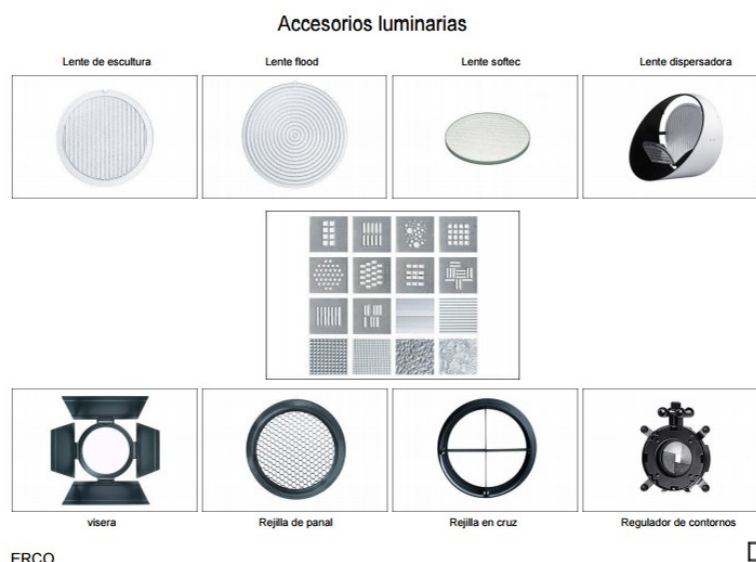 Accesorios luminarias
Lente de escultura
Lente flood
Lente softec
Lente dispersadora
visera
Rejilla de panal
Rejilla en cruz
Regulador de contornos
ERCO